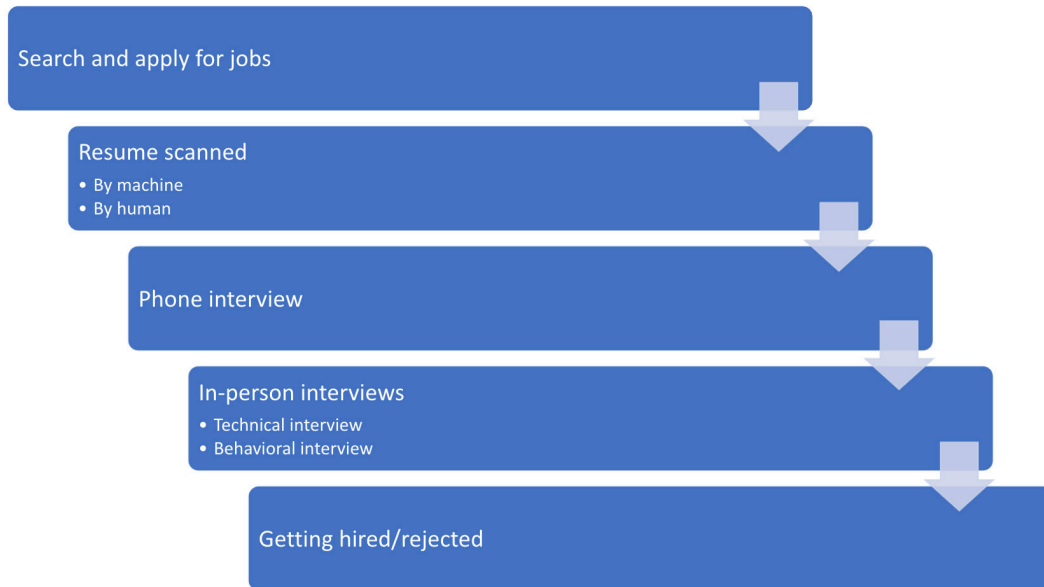 Search and apply for jobs
Resume scanned
• By machine
• By human
Phone interview
In-person interviews
• Technical interview
• Behavioral interview
Getting hired/rejected